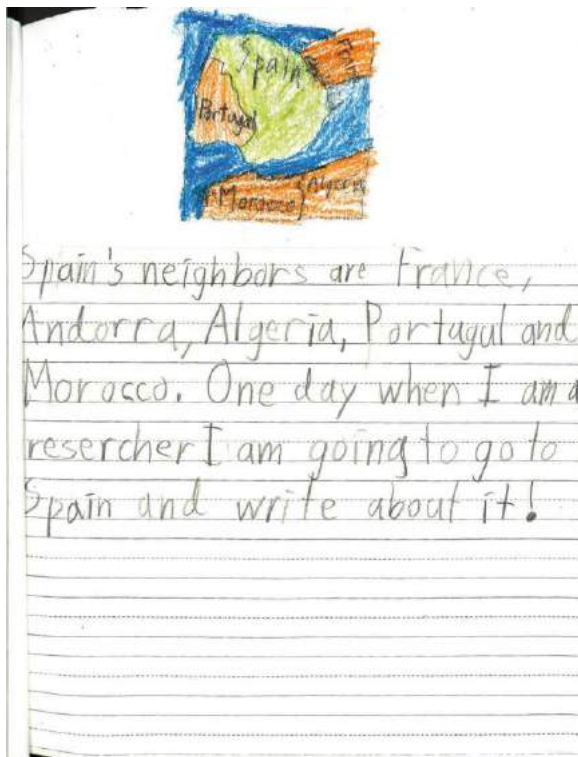 Spain
Portugal
Morocco
Algeria
Spain's neighbors are France,
Andorra, Algeria, Portugul and
Morocco. One day when I am a
resercher I am going to go to
Spain and write about it!